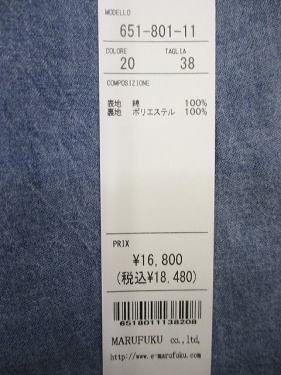 MODELLO
651-801-11
COLORE TAGLIA
20 38
COMPOSIZIONE
表地 綿 100%
裏地 ポリエステル 100%
PRIX
¥16,800
(税込¥18,480)
6518011138208
MARUFUKU co.,ltd,
http://www.e-marufuku.com